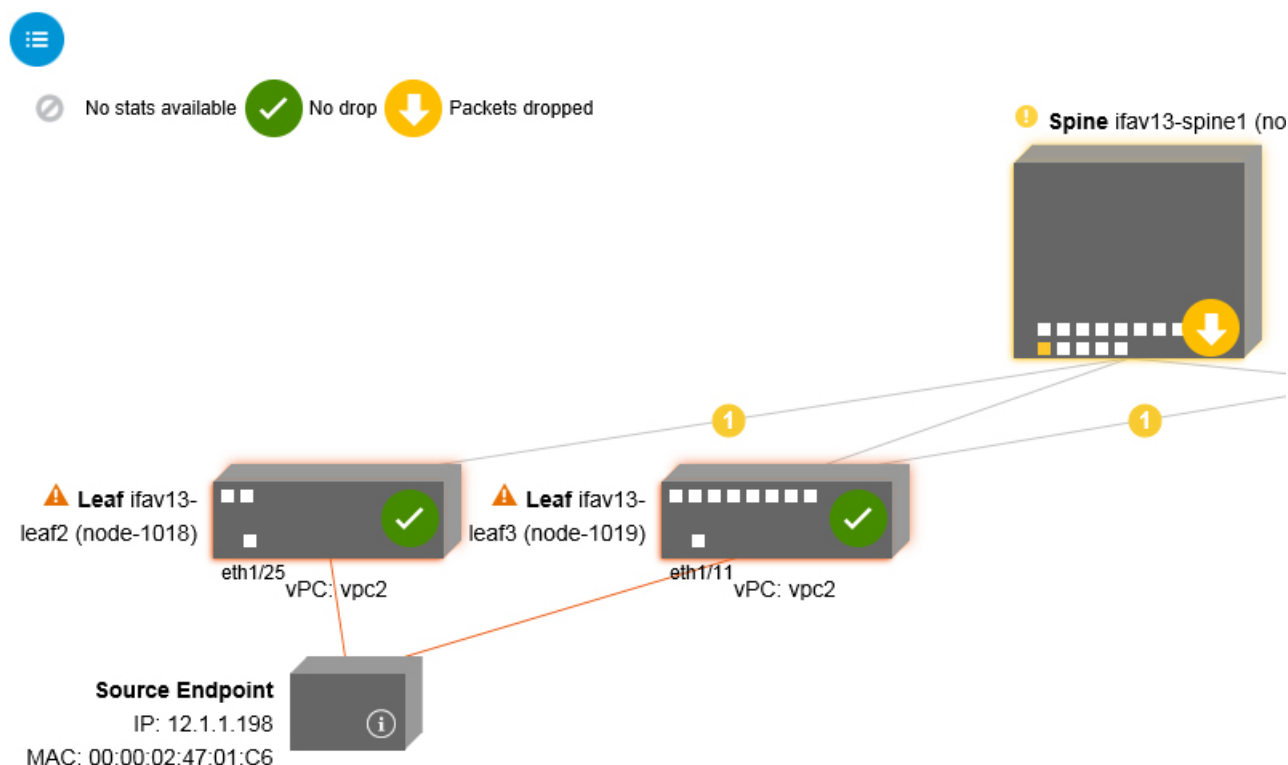 No stats available No drop Packets dropped
Spine ifav13-spine1 (no
1 1
Leaf ifav13-
leaf2 (node-1018)
Leaf ifav13-
leaf3 (node-1019)
eth1/25
vPC: vpc2
eth1/11
vPC: vpc2
Source Endpoint
IP: 12.1.1.198
MAC: 00:00:02:47:01:C6